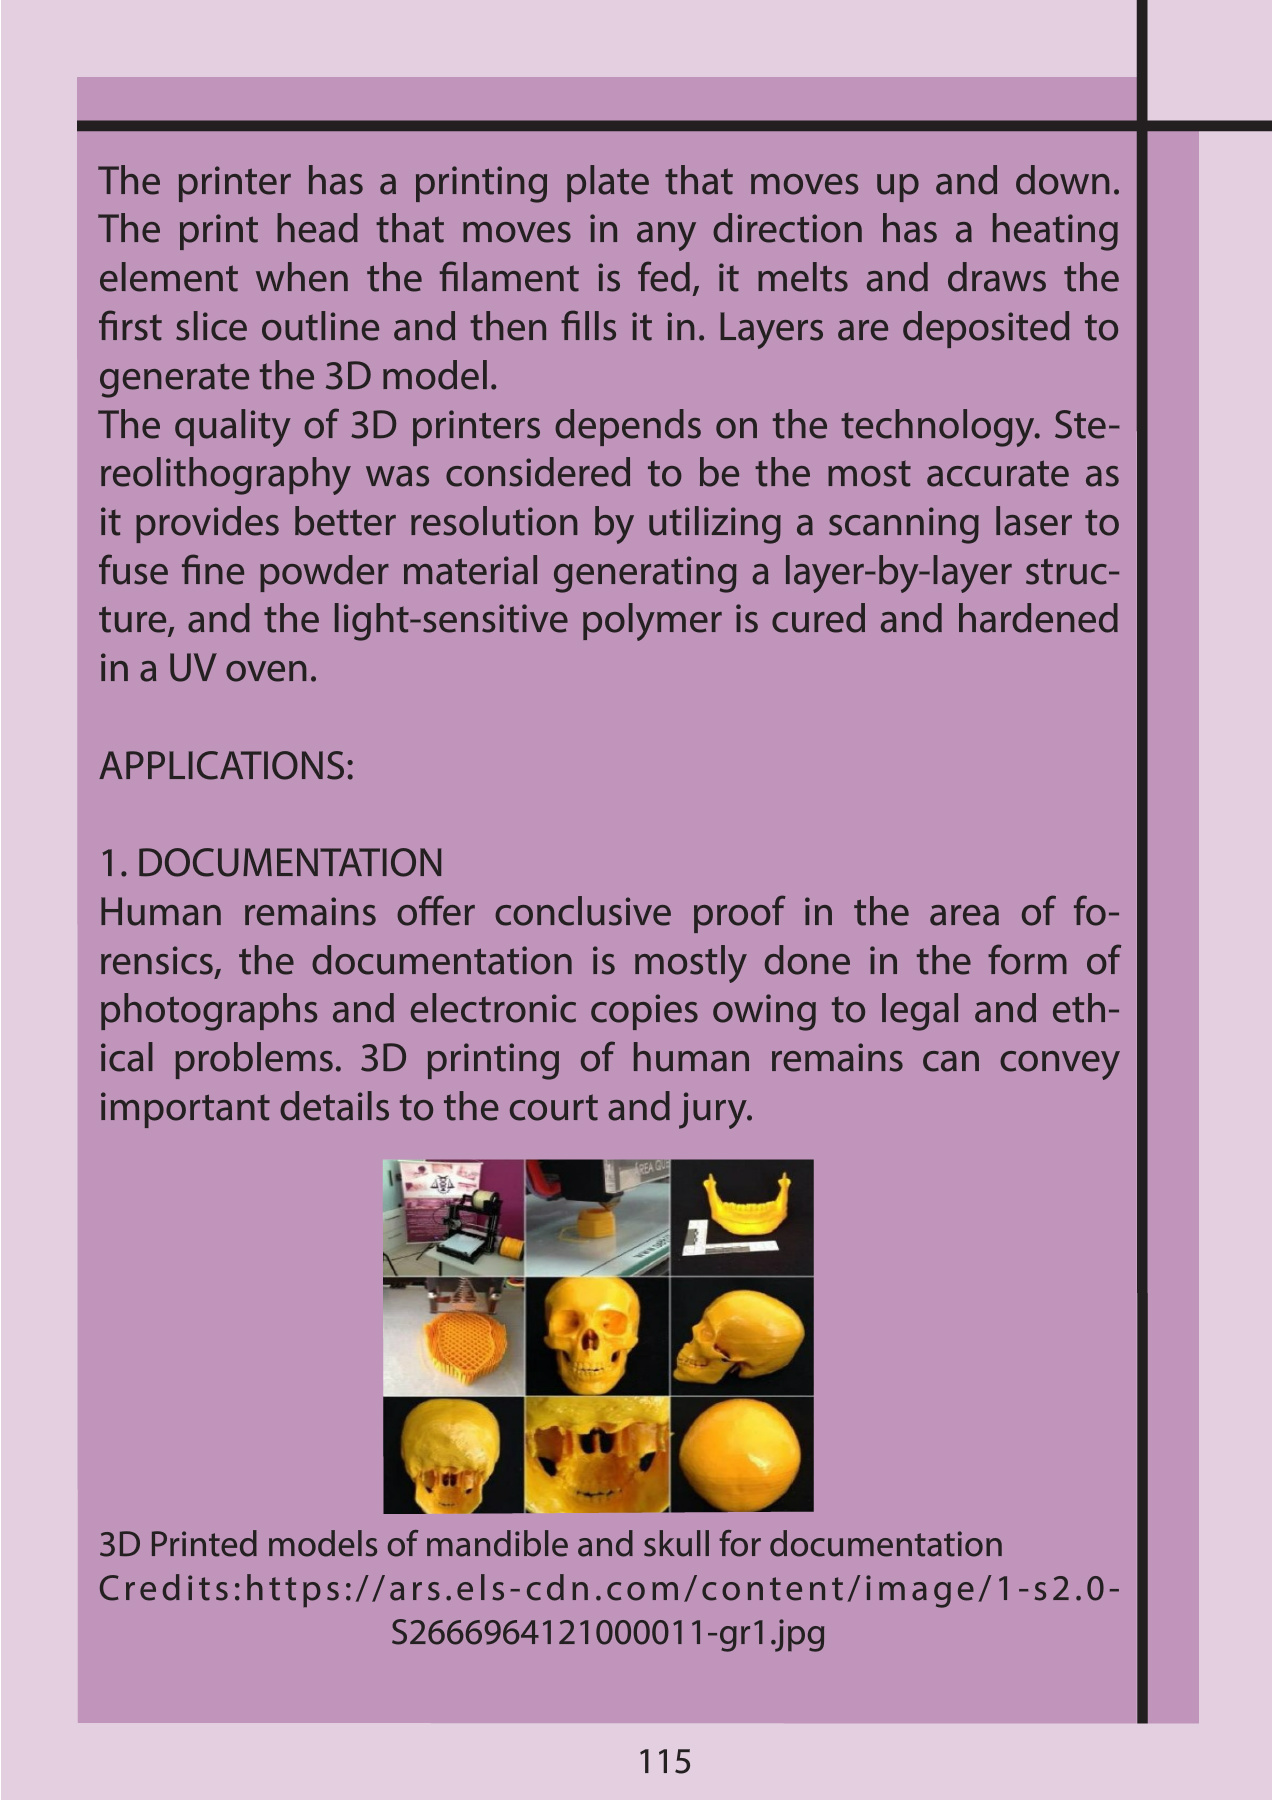 The printer has a printing plate that moves up and down.
The print head that moves in any direction has a heating
element when the filament is fed, it melts and draws the
first slice outline and then fills it in. Layers are deposited to
generate the 3D model.
The quality of 3D printers depends on the technology. Ste-
reolithography was considered to be the most accurate as
it provides better resolution by utilizing a scanning laser to
fuse fine powder material generating a layer-by-layer struc-
ture, and the light-sensitive polymer is cured and hardened
in a UV oven.
APPLICATIONS:
1. DOCUMENTATION
Human remains offer conclusive proof in the area of fo-
rensics, the documentation is mostly done in the form of
photographs and electronic copies owing to legal and eth-
ical problems. 3D printing of human remains can convey
important details to the court and jury.
3D Printed models of mandible and skull for documentation
Credits:https://ars.els-cdn.com/content/image/1-s2.0-
S2666964121000011-gr1.jpg
115